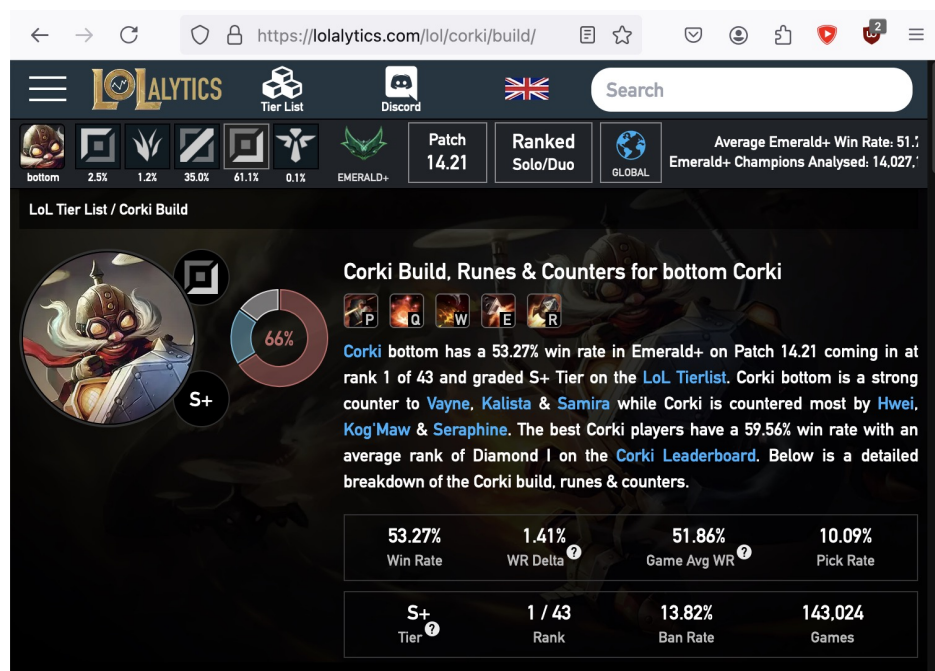 https://lolalytics.com/lol/corki/build/
2
LOLALYTICS
Tier List
Discord
Search
bottom
2.5%
1.2%
35.0%
61.1%
0.1%
EMERALD+
Patch
14.21
Ranked
Solo/Duo
GLOBAL
Average Emerald+ Win Rate: 51.
Emerald+ Champions Analysed: 14,027,
LoL Tier List / Corki Build
S+
66%
Corki Build, Runes & Counters for bottom Corki
P Q W E R
Corki bottom has a 53.27% win rate in Emerald+ on Patch 14.21 coming in at
rank 1 of 43 and graded S+ Tier on the LoL Tierlist. Corki bottom is a strong
counter to Vayne, Kalista & Samira while Corki is countered most by Hwei,
Kog'Maw & Seraphine. The best Corki players have a 59.56% win rate with an
average rank of Diamond I on the Corki Leaderboard. Below is a detailed
breakdown of the Corki build, runes & counters.
53.27% 1.41% 51.86% 10.09%
Win Rate WR Delta ? Game Avg WR ? Pick Rate
S+ 1 / 43 13.82% 143,024
Tier ? Rank Ban Rate Games